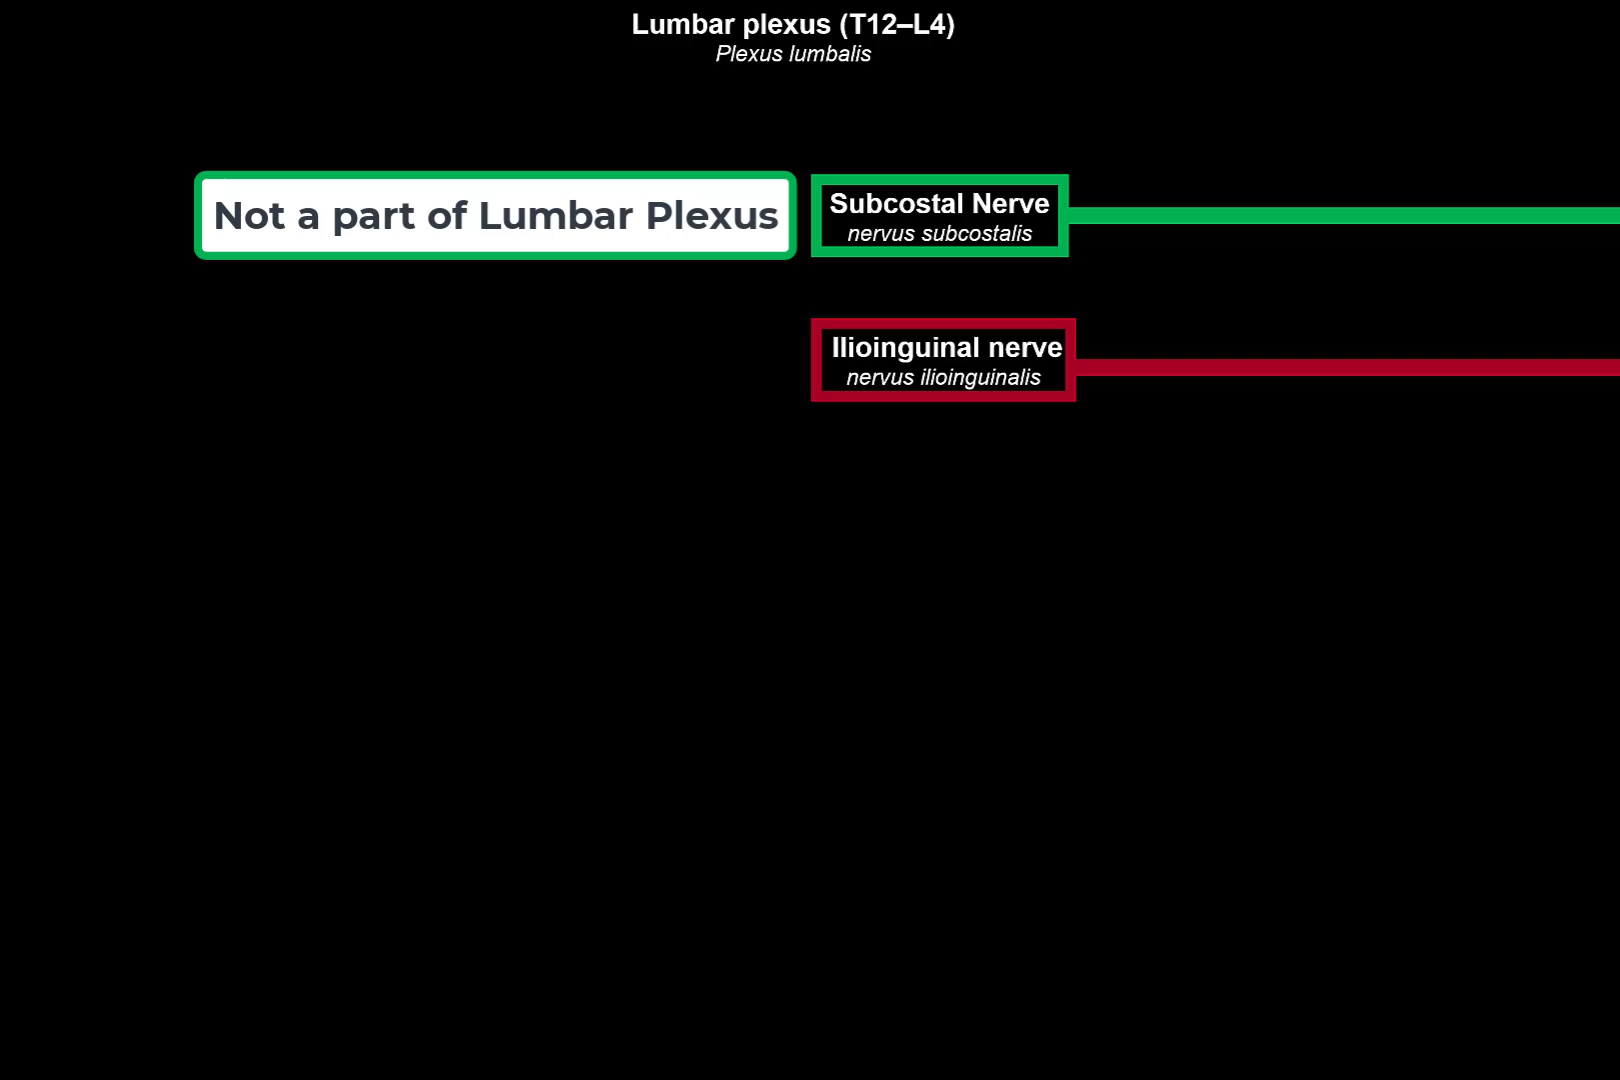 Lumbar plexus (T12–L4)
Plexus lumbalis
Not a part of Lumbar Plexus
Subcostal Nerve
nervus subcostalis
Ilioinguinal nerve
nervus ilioinguinalis